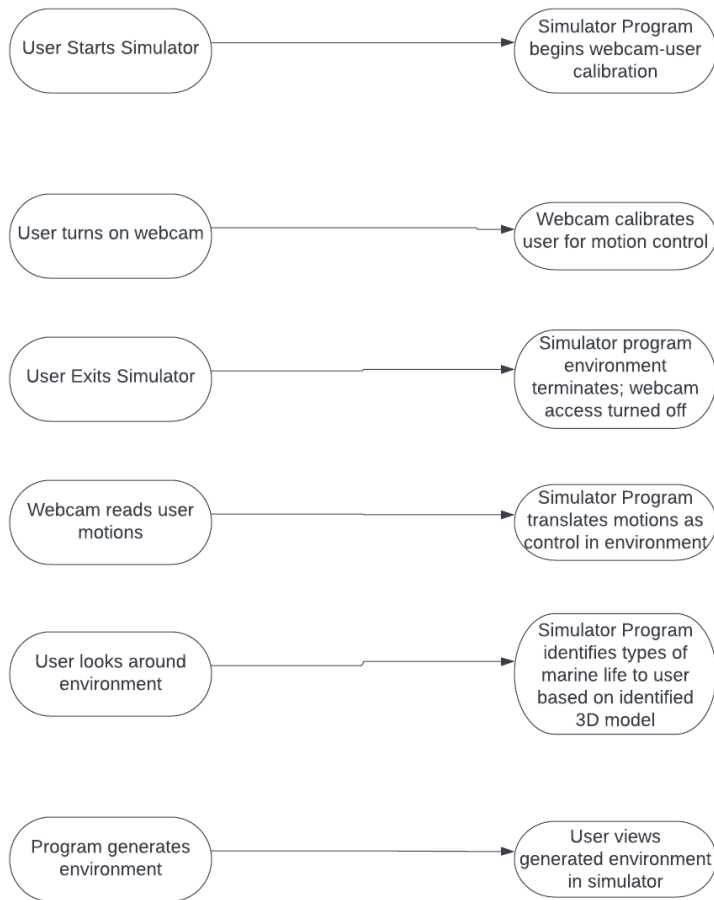 User Starts Simulator
Simulator Program
begins webcam-user
calibration
User turns on webcam
Webcam calibrates
user for motion control
User Exits Simulator
Simulator program
environment
terminates; webcam
access turned off
Webcam reads user
motions
Simulator Program
translates motions as
control in environment
User looks around
environment
Simulator Program
identifies types of
marine life to user
based on identified
3D model
Program generates
environment
User views
generated environment
in simulator